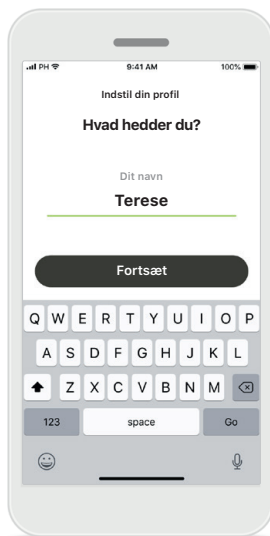 PH 9:41 AM 100%
Indstil din profil
Hvad hedder du?
Dit navn
Terese
Fortsæt
Q W E R T Y U I O P
A S D F G H J K L
Z X C V B N M
123 space Go